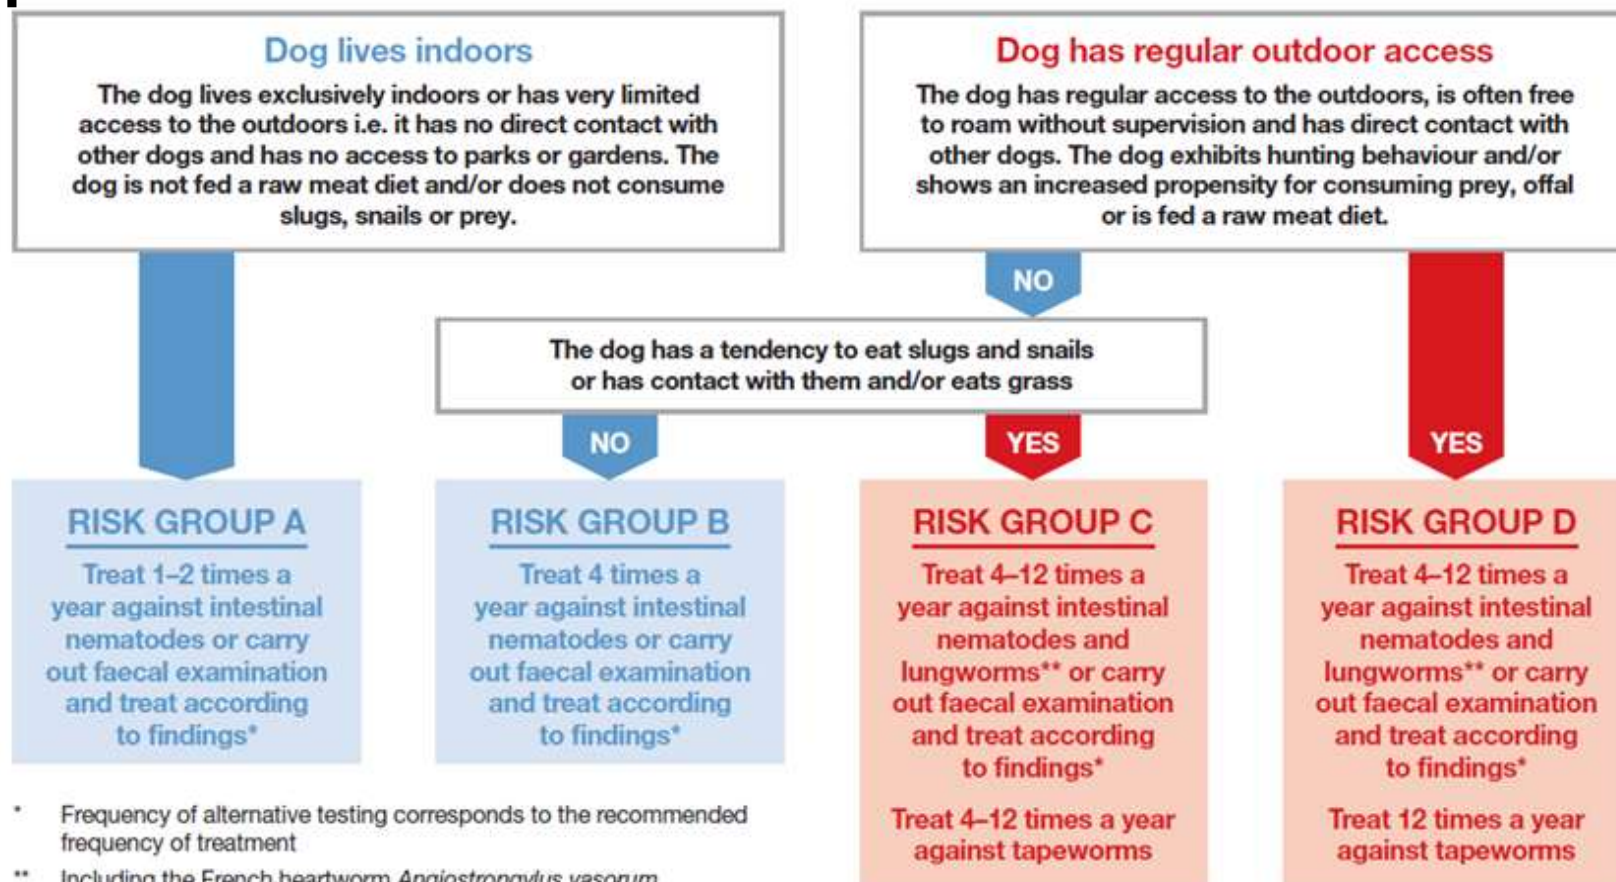 Dog lives indoors
The dog lives exclusively indoors or has very limited
access to the outdoors i.e. it has no direct contact with
other dogs and has no access to parks or gardens. The
dog is not fed a raw meat diet and/or does not consume
slugs, snails or prey.
Dog has regular outdoor access
The dog has regular access to the outdoors, is often free
to roam without supervision and has direct contact with
other dogs. The dog exhibits hunting behaviour and/or
shows an increased propensity for consuming prey, offal
or is fed a raw meat diet.
NO
The dog has a tendency to eat slugs and snails
or has contact with them and/or eats grass
NO
YES
YES
RISK GROUP A
Treat 1–2 times a
year against intestinal
nematodes or carry
out faecal examination
and treat according
to findings*
RISK GROUP B
Treat 4 times a
year against intestinal
nematodes or carry
out faecal examination
and treat according
to findings*
RISK GROUP C
Treat 4–12 times a
year against intestinal
nematodes and
lungworms** or carry
out faecal examination
and treat according
to findings*
Treat 4–12 times a year
against tapeworms
RISK GROUP D
Treat 4–12 times a
year against intestinal
nematodes and
lungworms** or carry
out faecal examination
and treat according
to findings*
Treat 12 times a year
against tapeworms
* Frequency of alternative testing corresponds to the recommended
frequency of treatment
** Including the French heartworm Angiostrongylus vasorum